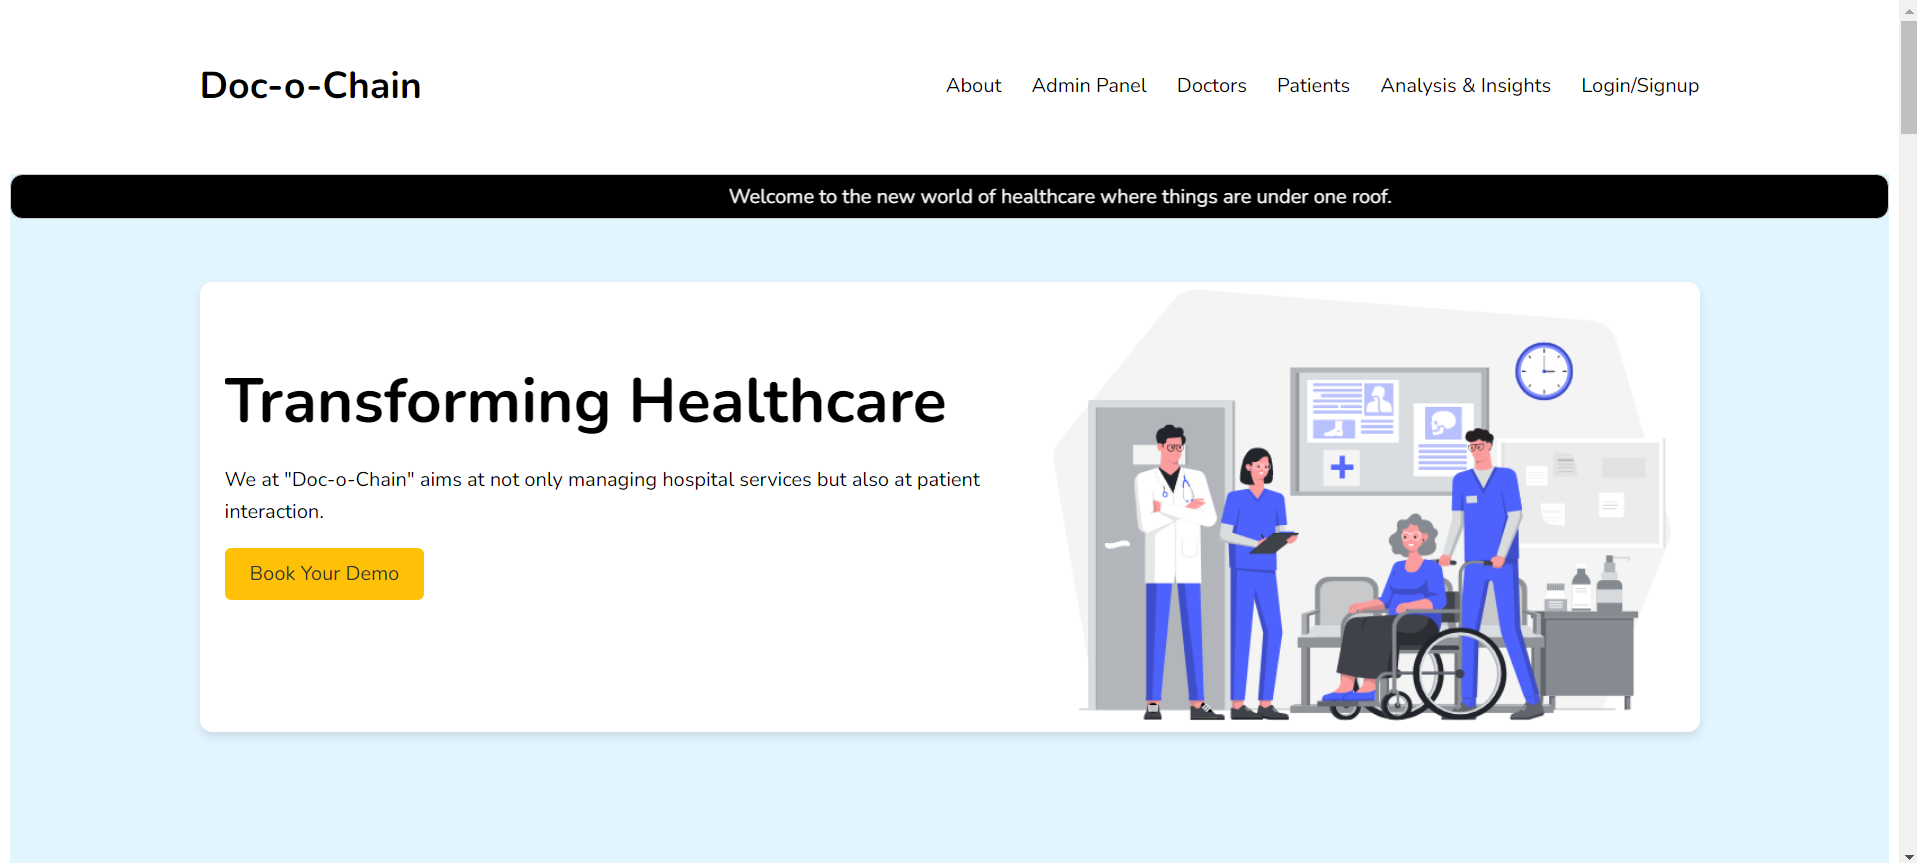 Doc-o-Chain
About Admin Panel Doctors Patients Analysis & Insights Login/Signup
Welcome to the new world of healthcare where things are under one roof.
Transforming Healthcare
We at "Doc-o-Chain" aims at not only managing hospital services but also at patient
interaction.
Book Your Demo